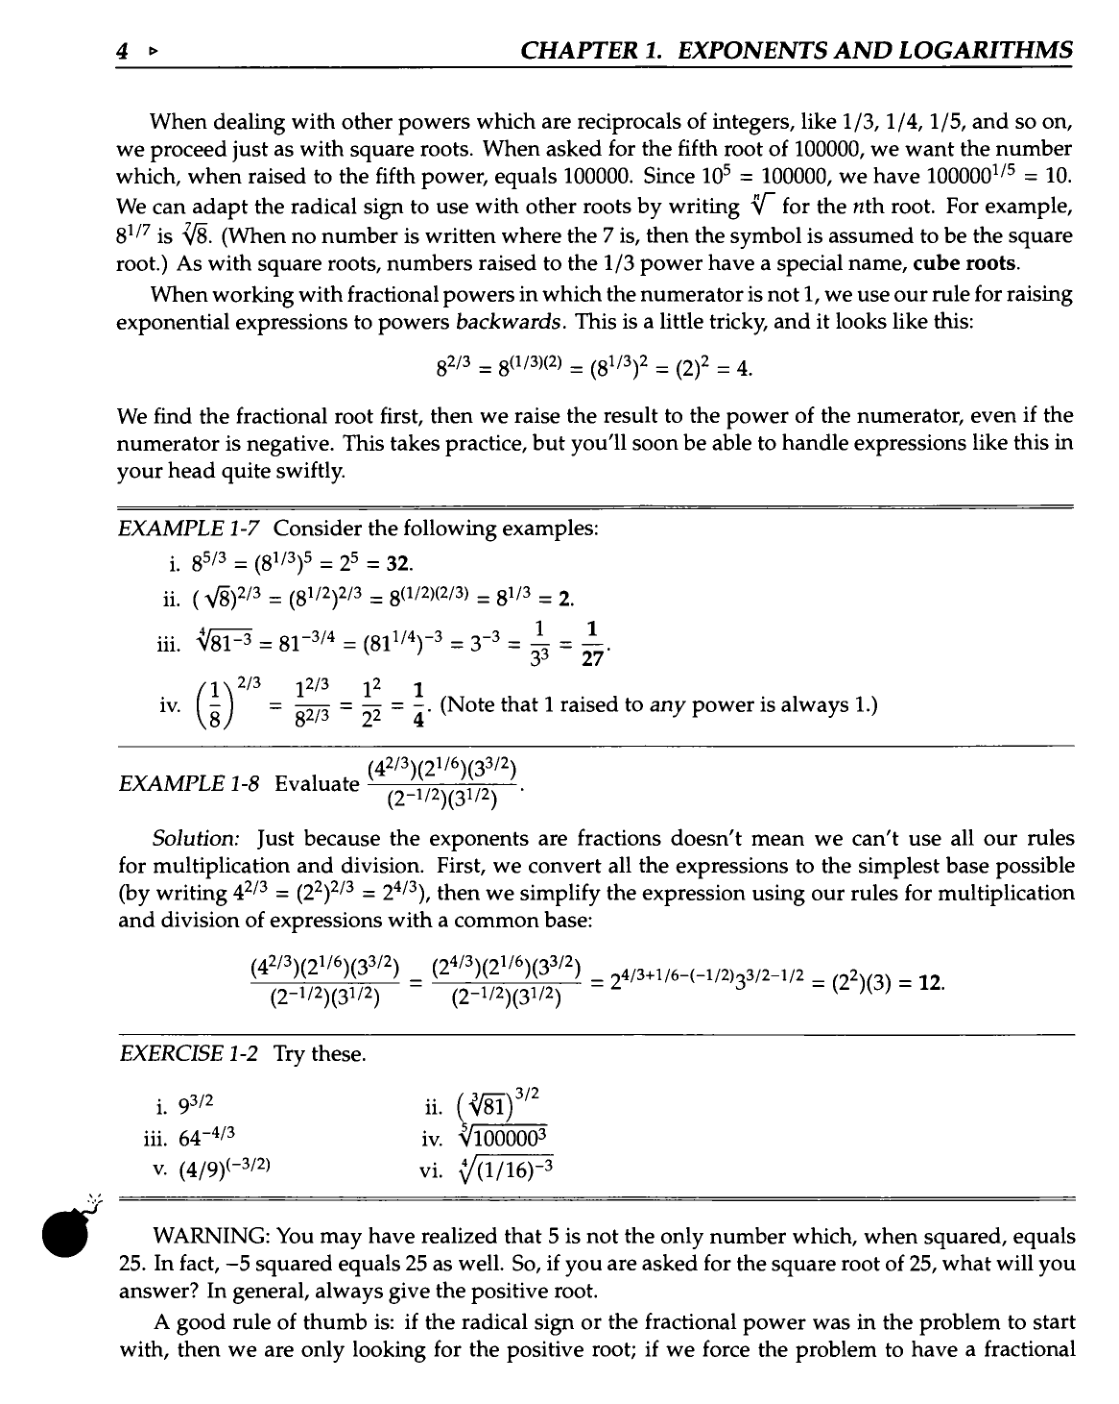 4 ▹ CHAPTER 1. EXPONENTS AND LOGARITHMS
When dealing with other powers which are reciprocals of integers, like 1/3, 1/4, 1/5, and so on,
we proceed just as with square roots. When asked for the fifth root of 100000, we want the number
which, when raised to the fifth power, equals 100000. Since 10⁵ = 100000, we have 100000^{1/5} = 10.
We can adapt the radical sign to use with other roots by writing ⁿ√ for the nth root. For example,
8^{1/7} is ⁷√8. (When no number is written where the 7 is, then the symbol is assumed to be the square
root.) As with square roots, numbers raised to the 1/3 power have a special name, cube roots.
When working with fractional powers in which the numerator is not 1, we use our rule for raising
exponential expressions to powers backwards. This is a little tricky, and it looks like this:
8^{2/3} = 8^{(1/3)(2)} = (8^{1/3})² = (2)² = 4.
We find the fractional root first, then we raise the result to the power of the numerator, even if the
numerator is negative. This takes practice, but you'll soon be able to handle expressions like this in
your head quite swiftly.
EXAMPLE 1-7 Consider the following examples:
i. 8^{5/3} = (8^{1/3})⁵ = 2⁵ = 32.
ii. (√8)^{2/3} = (8^{1/2})^{2/3} = 8^{(1/2)(2/3)} = 8^{1/3} = 2.
iii. ⁴√(81^{−3}) = 81^{−3/4} = (81^{1/4})^{−3} = 3^{−3} = 1/3³ = 1/27.
iv. (1/8)^{2/3} = 1^{2/3}/8^{2/3} = 1²/2² = 1/4. (Note that 1 raised to any power is always 1.)
EXAMPLE 1-8 Evaluate (4^{2/3})(2^{1/6})(3^{3/2}) / (2^{−1/2})(3^{1/2}).
Solution: Just because the exponents are fractions doesn't mean we can't use all our rules
for multiplication and division. First, we convert all the expressions to the simplest base possible
(by writing 4^{2/3} = (2²)^{2/3} = 2^{4/3}), then we simplify the expression using our rules for multiplication
and division of expressions with a common base:
(4^{2/3})(2^{1/6})(3^{3/2}) / (2^{−1/2})(3^{1/2}) = (2^{4/3})(2^{1/6})(3^{3/2}) / (2^{−1/2})(3^{1/2}) = 2^{4/3+1/6−(−1/2)}3^{3/2−1/2} = (2²)(3) = 12.
EXERCISE 1-2 Try these.
i. 9^{3/2} ii. (³√81)^{3/2}
iii. 64^{−4/3} iv. ⁵√(100000³)
v. (4/9)^{(−3/2)} vi. ⁴√((1/16)^{−3})
WARNING: You may have realized that 5 is not the only number which, when squared, equals
25. In fact, −5 squared equals 25 as well. So, if you are asked for the square root of 25, what will you
answer? In general, always give the positive root.
A good rule of thumb is: if the radical sign or the fractional power was in the problem to start
with, then we are only looking for the positive root; if we force the problem to have a fractional